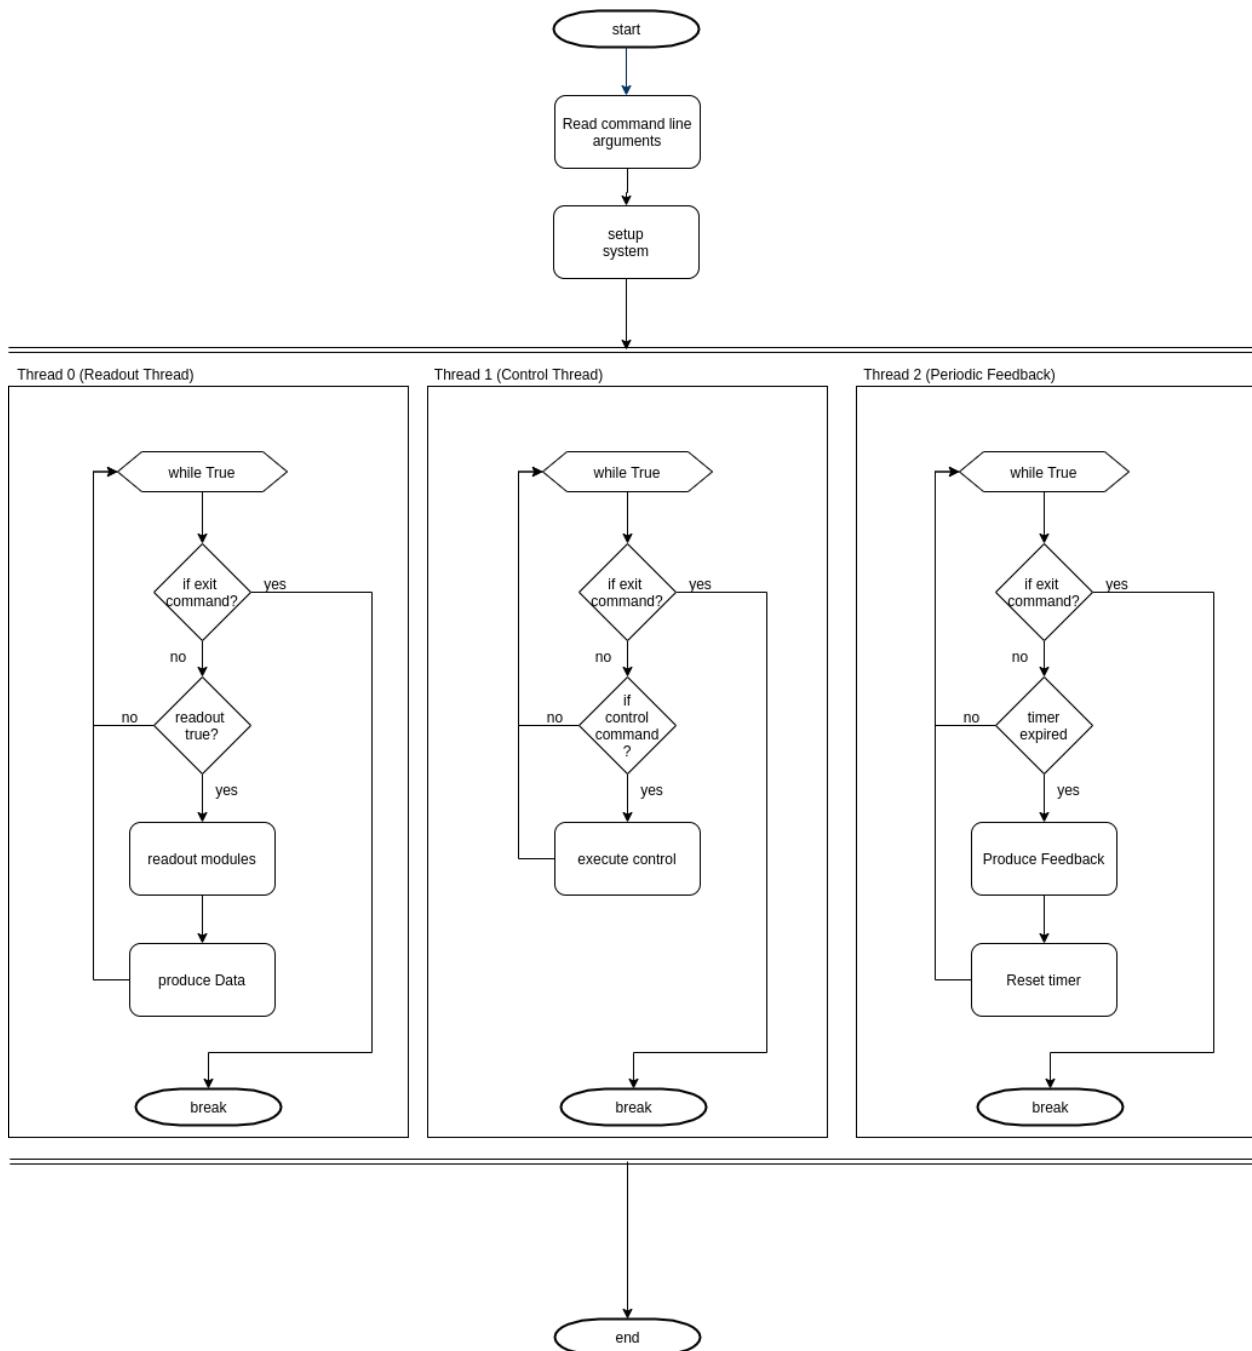 start
Read command line
arguments
setup
system
Thread 0 (Readout Thread)
while True
if exit
command?
yes
no
readout
true?
no
yes
readout modules
produce Data
break
Thread 1 (Control Thread)
while True
if exit
command?
yes
no
if
control
command
?
no
yes
execute control
break
Thread 2 (Periodic Feedback)
while True
if exit
command?
yes
no
timer
expired
no
yes
Produce Feedback
Reset timer
break
end